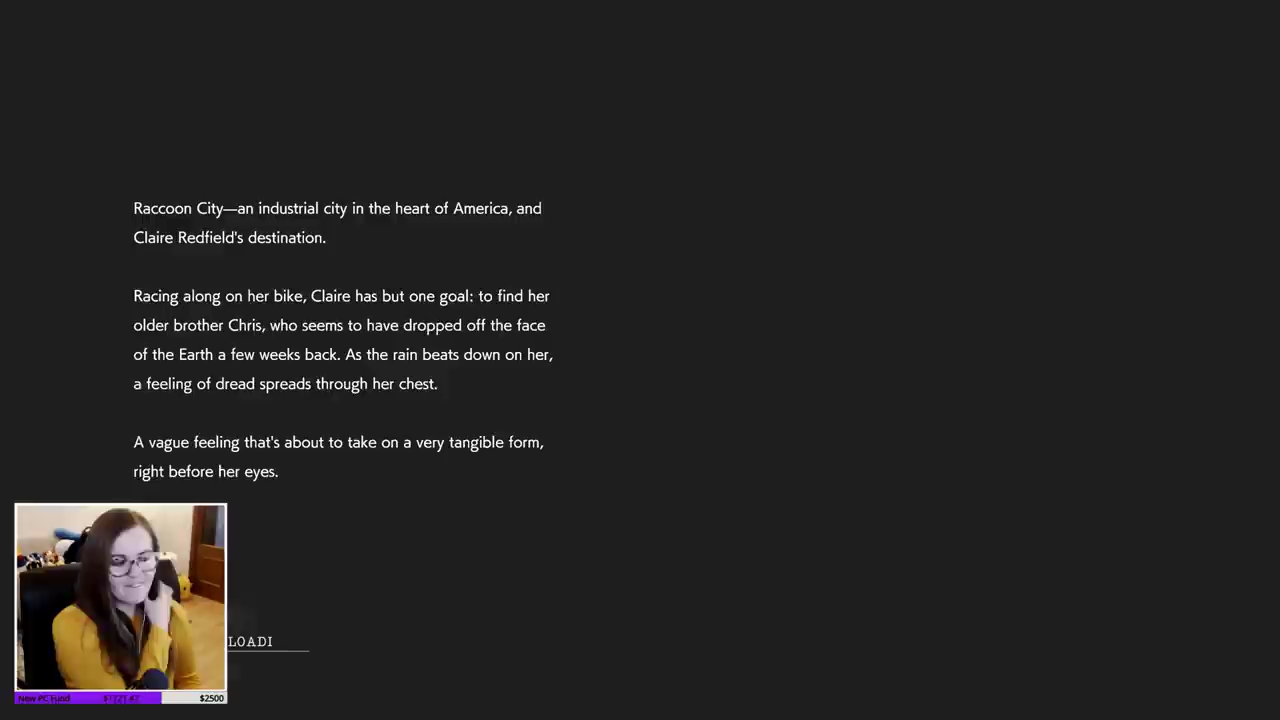 Raccoon City—an industrial city in the heart of America, and
Claire Redfield's destination.
Racing along on her bike, Claire has but one goal: to find her
older brother Chris, who seems to have dropped off the face
of the Earth a few weeks back. As the rain beats down on her,
a feeling of dread spreads through her chest.
A vague feeling that's about to take on a very tangible form,
right before her eyes.
LOADI
New PC Fund $2500